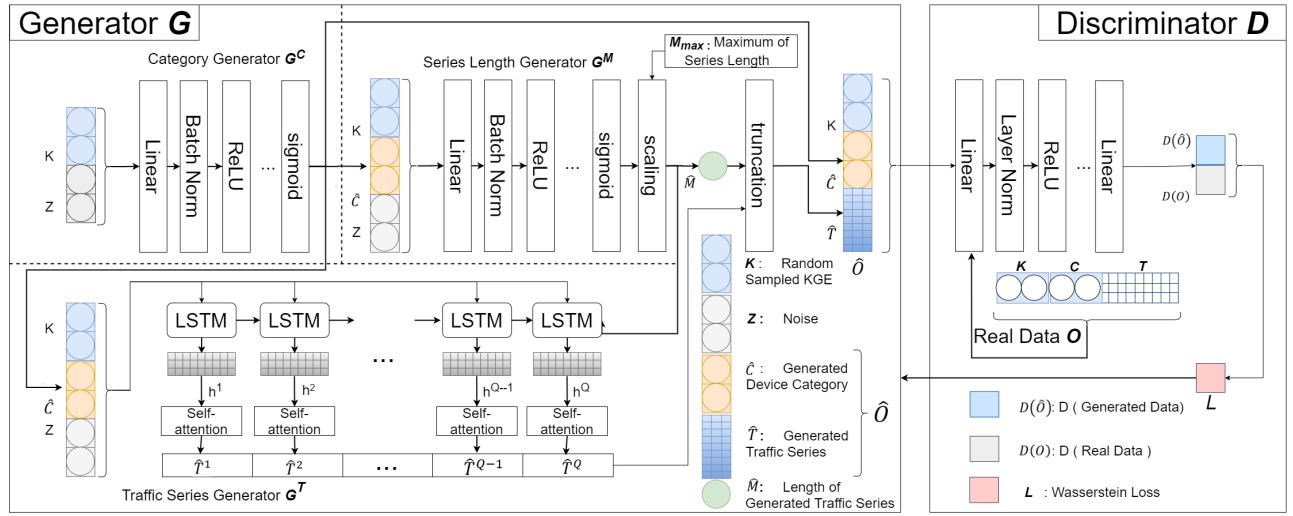 Generator G
Category Generator G^C
K
Z
Linear
Batch Norm
ReLU
...
sigmoid
Series Length Generator G^M
K
Ĉ
Z
Linear
Batch Norm
ReLU
...
sigmoid
scaling
M_max : Maximum of
Series Length
M̂
truncation
K
Ĉ
T̂
Ô
K
Ĉ
Z
LSTM
LSTM
...
LSTM
LSTM
h^1
h^2
h^Q--1
h^Q
Self-
attention
Self-
attention
Self-
attention
Self-
attention
T̂^1
T̂^2
...
T̂^Q−1
T̂^Q
Traffic Series Generator G^T
K : Random
Sampled KGE
Z : Noise
Ĉ : Generated
Device Category
T̂ : Generated
Traffic Series
Ô
M̂: Length of
Generated Traffic Series
Discriminator D
Linear
Layer Norm
ReLU
...
Linear
D(Ô)
D(O)
K C T
Real Data O
L
D(Ô): D ( Generated Data)
D(O): D ( Real Data )
L : Wasserstein Loss